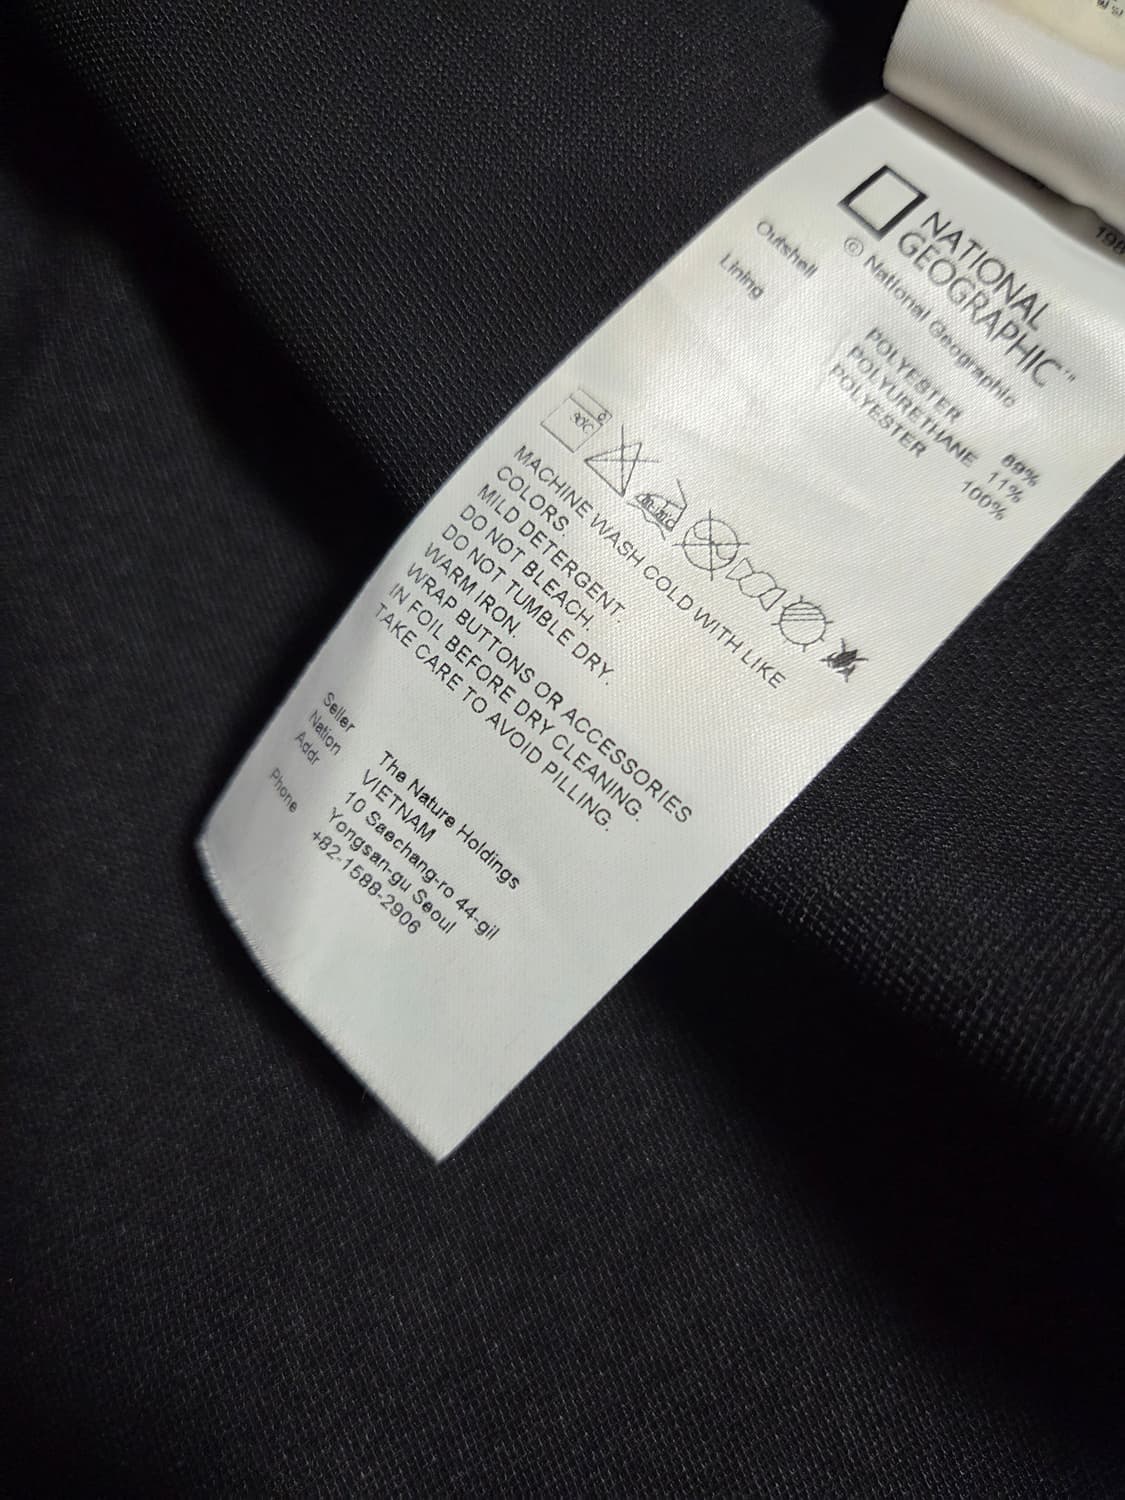 NATIONAL
GEOGRAPHIC™
© National Geographic
Outshell POLYESTER 89%
POLYURETHANE 11%
Lining POLYESTER 100%
MACHINE WASH COLD WITH LIKE
COLORS.
MILD DETERGENT.
DO NOT BLEACH.
DO NOT TUMBLE DRY.
WARM IRON.
WRAP BUTTONS OR ACCESSORIES
IN FOIL BEFORE DRY CLEANING.
TAKE CARE TO AVOID PILLING.
Seller The Nature Holdings
Nation VIETNAM
Addr 10 Saechang-ro 44-gil
Yongsan-gu Seoul
Phone +82-1588-2906